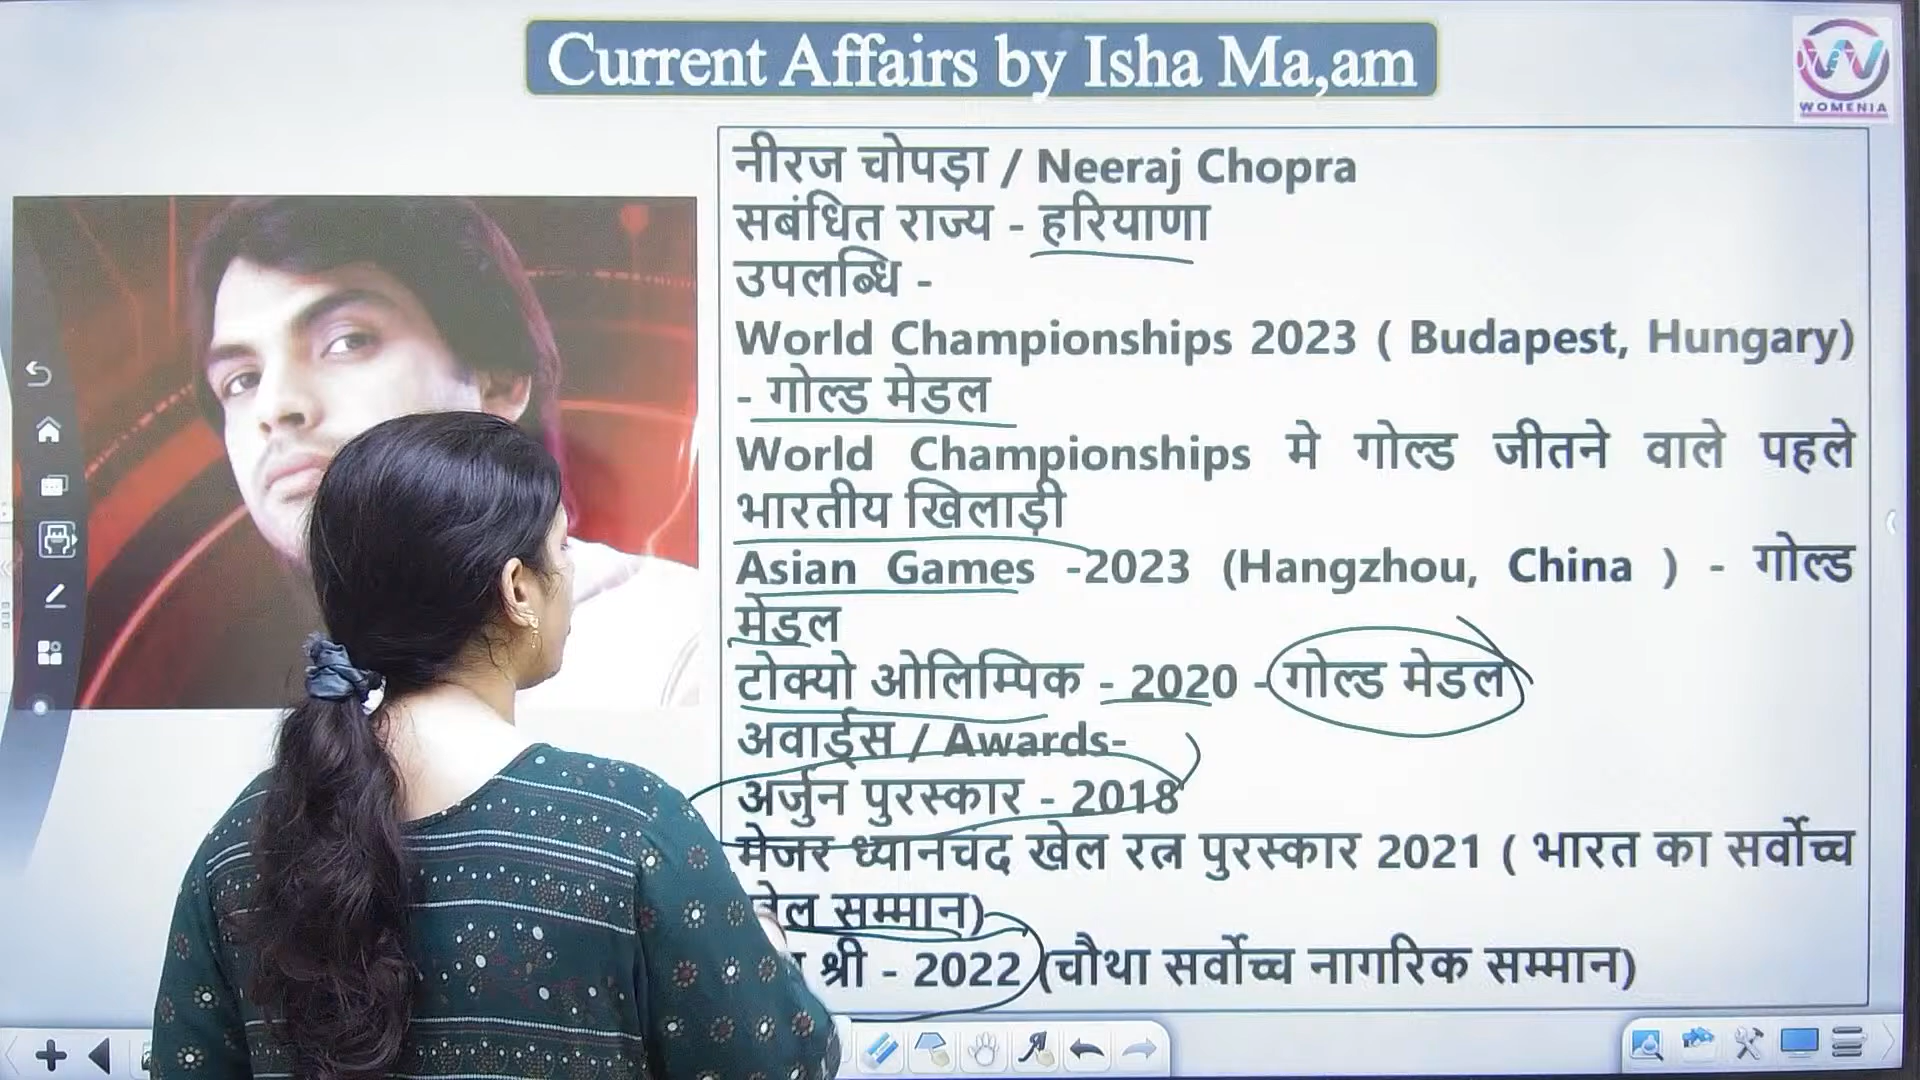 Current Affairs by Isha Ma,am
WOMENIA
नीरज चोपड़ा / Neeraj Chopra
सबंधित राज्य - हरियाणा
उपलब्धि -
World Championships 2023 ( Budapest, Hungary)
- गोल्ड मेडल
World Championships मे गोल्ड जीतने वाले पहले
भारतीय खिलाड़ी
Asian Games -2023 (Hangzhou, China ) - गोल्ड
मेडल
टोक्यो ओलिम्पिक - 2020 - गोल्ड मेडल
अवार्ड्स / Awards-
अर्जुन पुरस्कार - 2018
मेजर ध्यानचंद खेल रत्न पुरस्कार 2021 ( भारत का सर्वोच्च
सम्मान)
श्री - 2022 (चौथा सर्वोच्च नागरिक सम्मान)